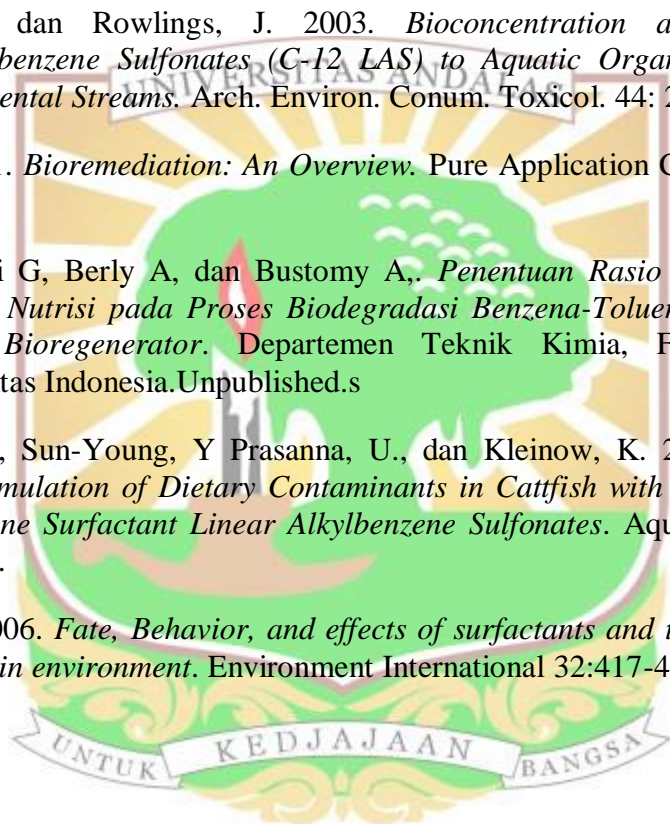 dan Rowlings, J. 2003. Bioconcentration a
benzene Sulfonates (C-12 LAS) to Aquatic Organ
ental Streams. Arch. Environ. Conum. Toxicol. 44: 2
UNIVERSITAS ANDALAS
. Bioremediation: An Overview. Pure Application C
i G, Berly A, dan Bustomy A,. Penentuan Rasio
Nutrisi pada Proses Biodegradasi Benzena-Toluen
Bioregenerator. Departemen Teknik Kimia, F
tas Indonesia.Unpublished.s
, Sun-Young, Y Prasanna, U., dan Kleinow, K. 2
mulation of Dietary Contaminants in Cattfish with
ne Surfactant Linear Alkylbenzene Sulfonates. Aqu
.
006. Fate, Behavior, and effects of surfactants and t
in environment. Environment International 32:417-4
UNTUK KEDJAJAAN BANGSA